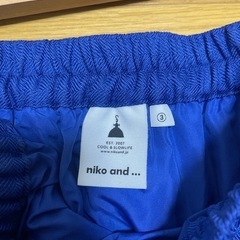 EST. 2007
COOL & SLOWLIFE
www.nikoand.jp
niko and ...
3